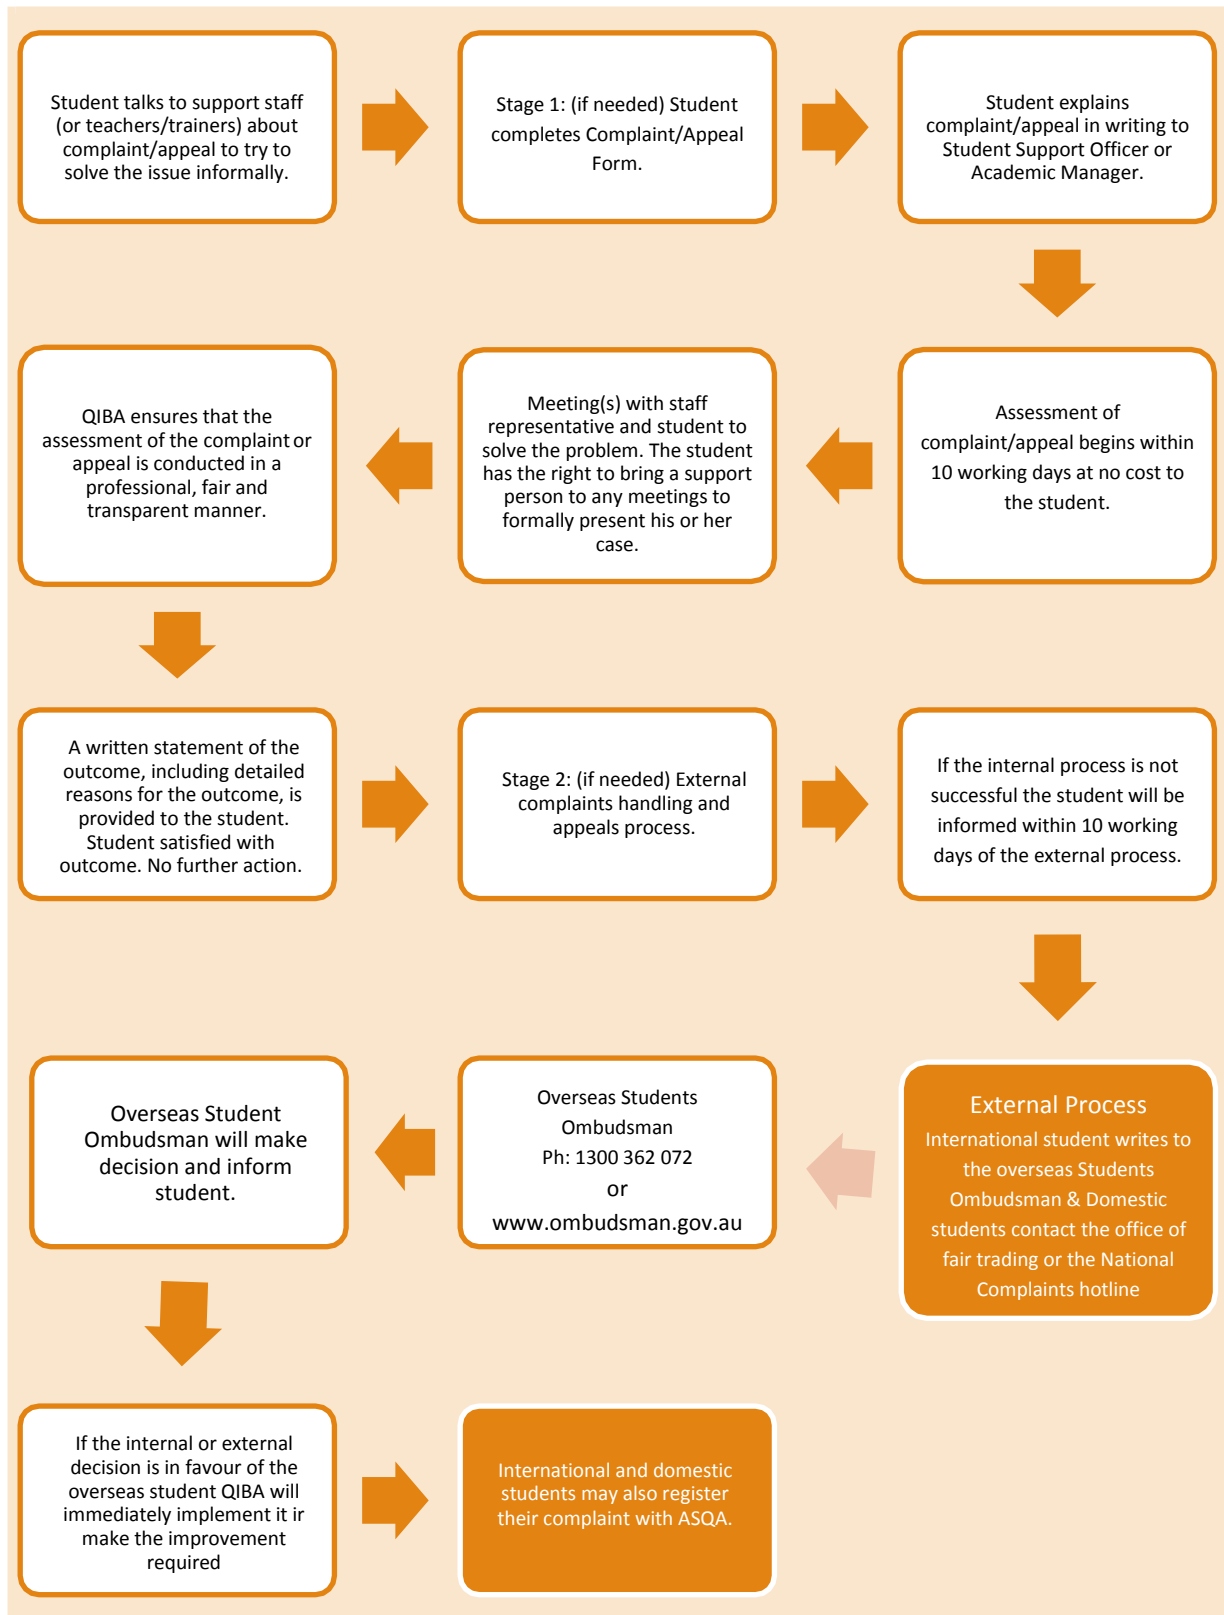 Student talks to support staff
(or teachers/trainers) about
complaint/appeal to try to
solve the issue informally.
Stage 1: (if needed) Student
completes Complaint/Appeal
Form.
Student explains
complaint/appeal in writing to
Student Support Officer or
Academic Manager.
Assessment of
complaint/appeal begins within
10 working days at no cost to
the student.
Meeting(s) with staff
representative and student to
solve the problem. The student
has the right to bring a support
person to any meetings to
formally present his or her
case.
QIBA ensures that the
assessment of the complaint or
appeal is conducted in a
professional, fair and
transparent manner.
A written statement of the
outcome, including detailed
reasons for the outcome, is
provided to the student.
Student satisfied with
outcome. No further action.
Stage 2: (if needed) External
complaints handling and
appeals process.
If the internal process is not
successful the student will be
informed within 10 working
days of the external process.
External Process
International student writes to
the overseas Students
Ombudsman & Domestic
students contact the office of
fair trading or the National
Complaints hotline
Overseas Students
Ombudsman
Ph: 1300 362 072
or
www.ombudsman.gov.au
Overseas Student
Ombudsman will make
decision and inform
student.
If the internal or external
decision is in favour of the
overseas student QIBA will
immediately implement it ir
make the improvement
required
International and domestic
students may also register
their complaint with ASQA.